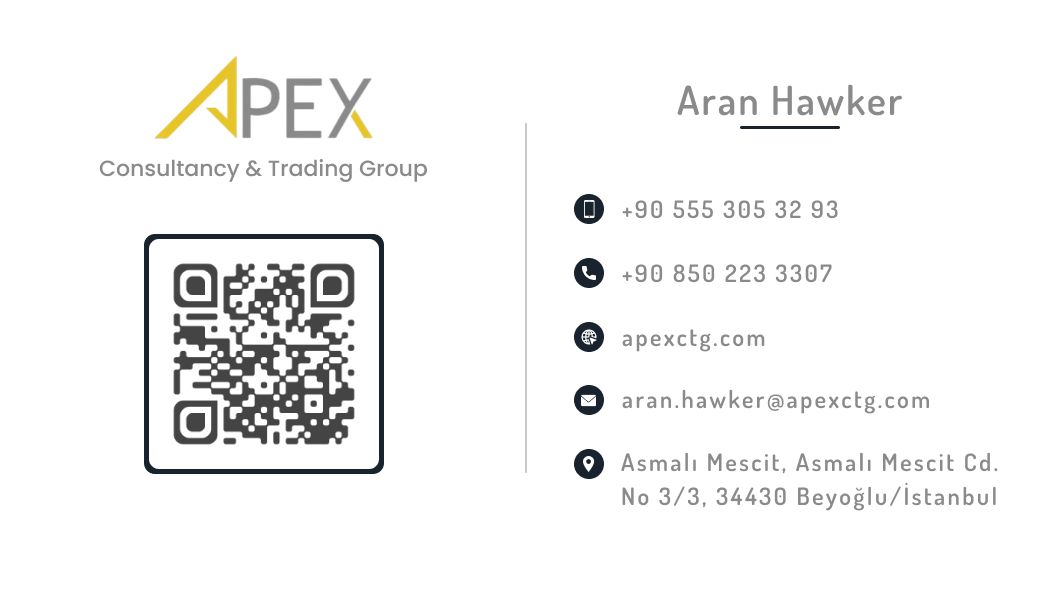 APEX
Consultancy & Trading Group
Aran Hawker
+90 555 305 32 93
+90 850 223 3307
apexctg.com
aran.hawker@apexctg.com
Asmalı Mescit, Asmalı Mescit Cd.
No 3/3, 34430 Beyoğlu/İstanbul